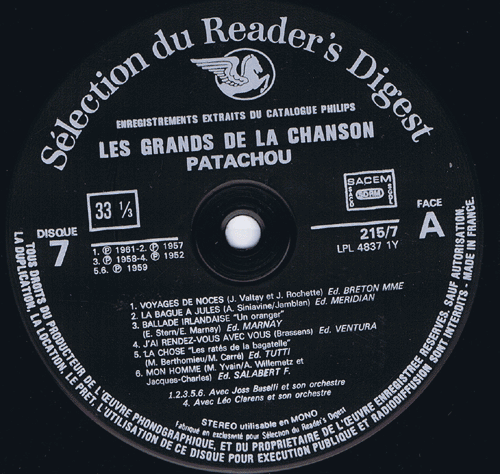 Sélection du Reader's Digest
ENREGISTREMENTS EXTRAITS DU CATALOGUE PHILIPS
LES GRANDS DE LA CHANSON
PATACHOU
33 1/3
SACEM
SDRM
DISQUE
7
FACE
A
1. Ⓟ 1961-2. Ⓟ 1957
3. Ⓟ 1958-4. Ⓟ 1952
5.6. Ⓟ 1959
215/7
LPL 4837 1Y
1. VOYAGES DE NOCES (J. Valtay et J. Rochette) Ed. BRETON MME
2. LA BAGUE A JULES (A. Siniavine/Jamblan) Ed. MERIDIAN
3. BALLADE IRLANDAISE "Un oranger"
(E. Stern/E. Marnay) Ed. MARNAY
4. J'AI RENDEZ-VOUS AVEC VOUS (Brassens) Ed. VENTURA
5. LA CHOSE "Les ratés de la bagatelle"
(M. Berthomieu/M. Carré) Ed. TUTTI
6. MON HOMME (M. Yvain/A. Willemetz et
Jacques-Charles) Ed. SALABERT F.
1.2.3.5.6. Avec Joss Baselli et son orchestre
4. Avec Léo Clarens et son orchestre
STEREO utilisable en MONO
Fabriqué en exclusivité pour Sélection du Reader's Digest
TOUS DROITS DU PRODUCTEUR DE L'ŒUVRE PHONOGRAPHIQUE, ET DU PROPRIETAIRE DE L'ŒUVRE ENREGISTREE RESERVES, SAUF AUTORISATION.
LA DUPLICATION, LA LOCATION, LE PRET, L'UTILISATION DE CE DISQUE POUR EXECUTION PUBLIQUE ET RADIODIFFUSION SONT INTERDITS - MADE IN FRANCE.